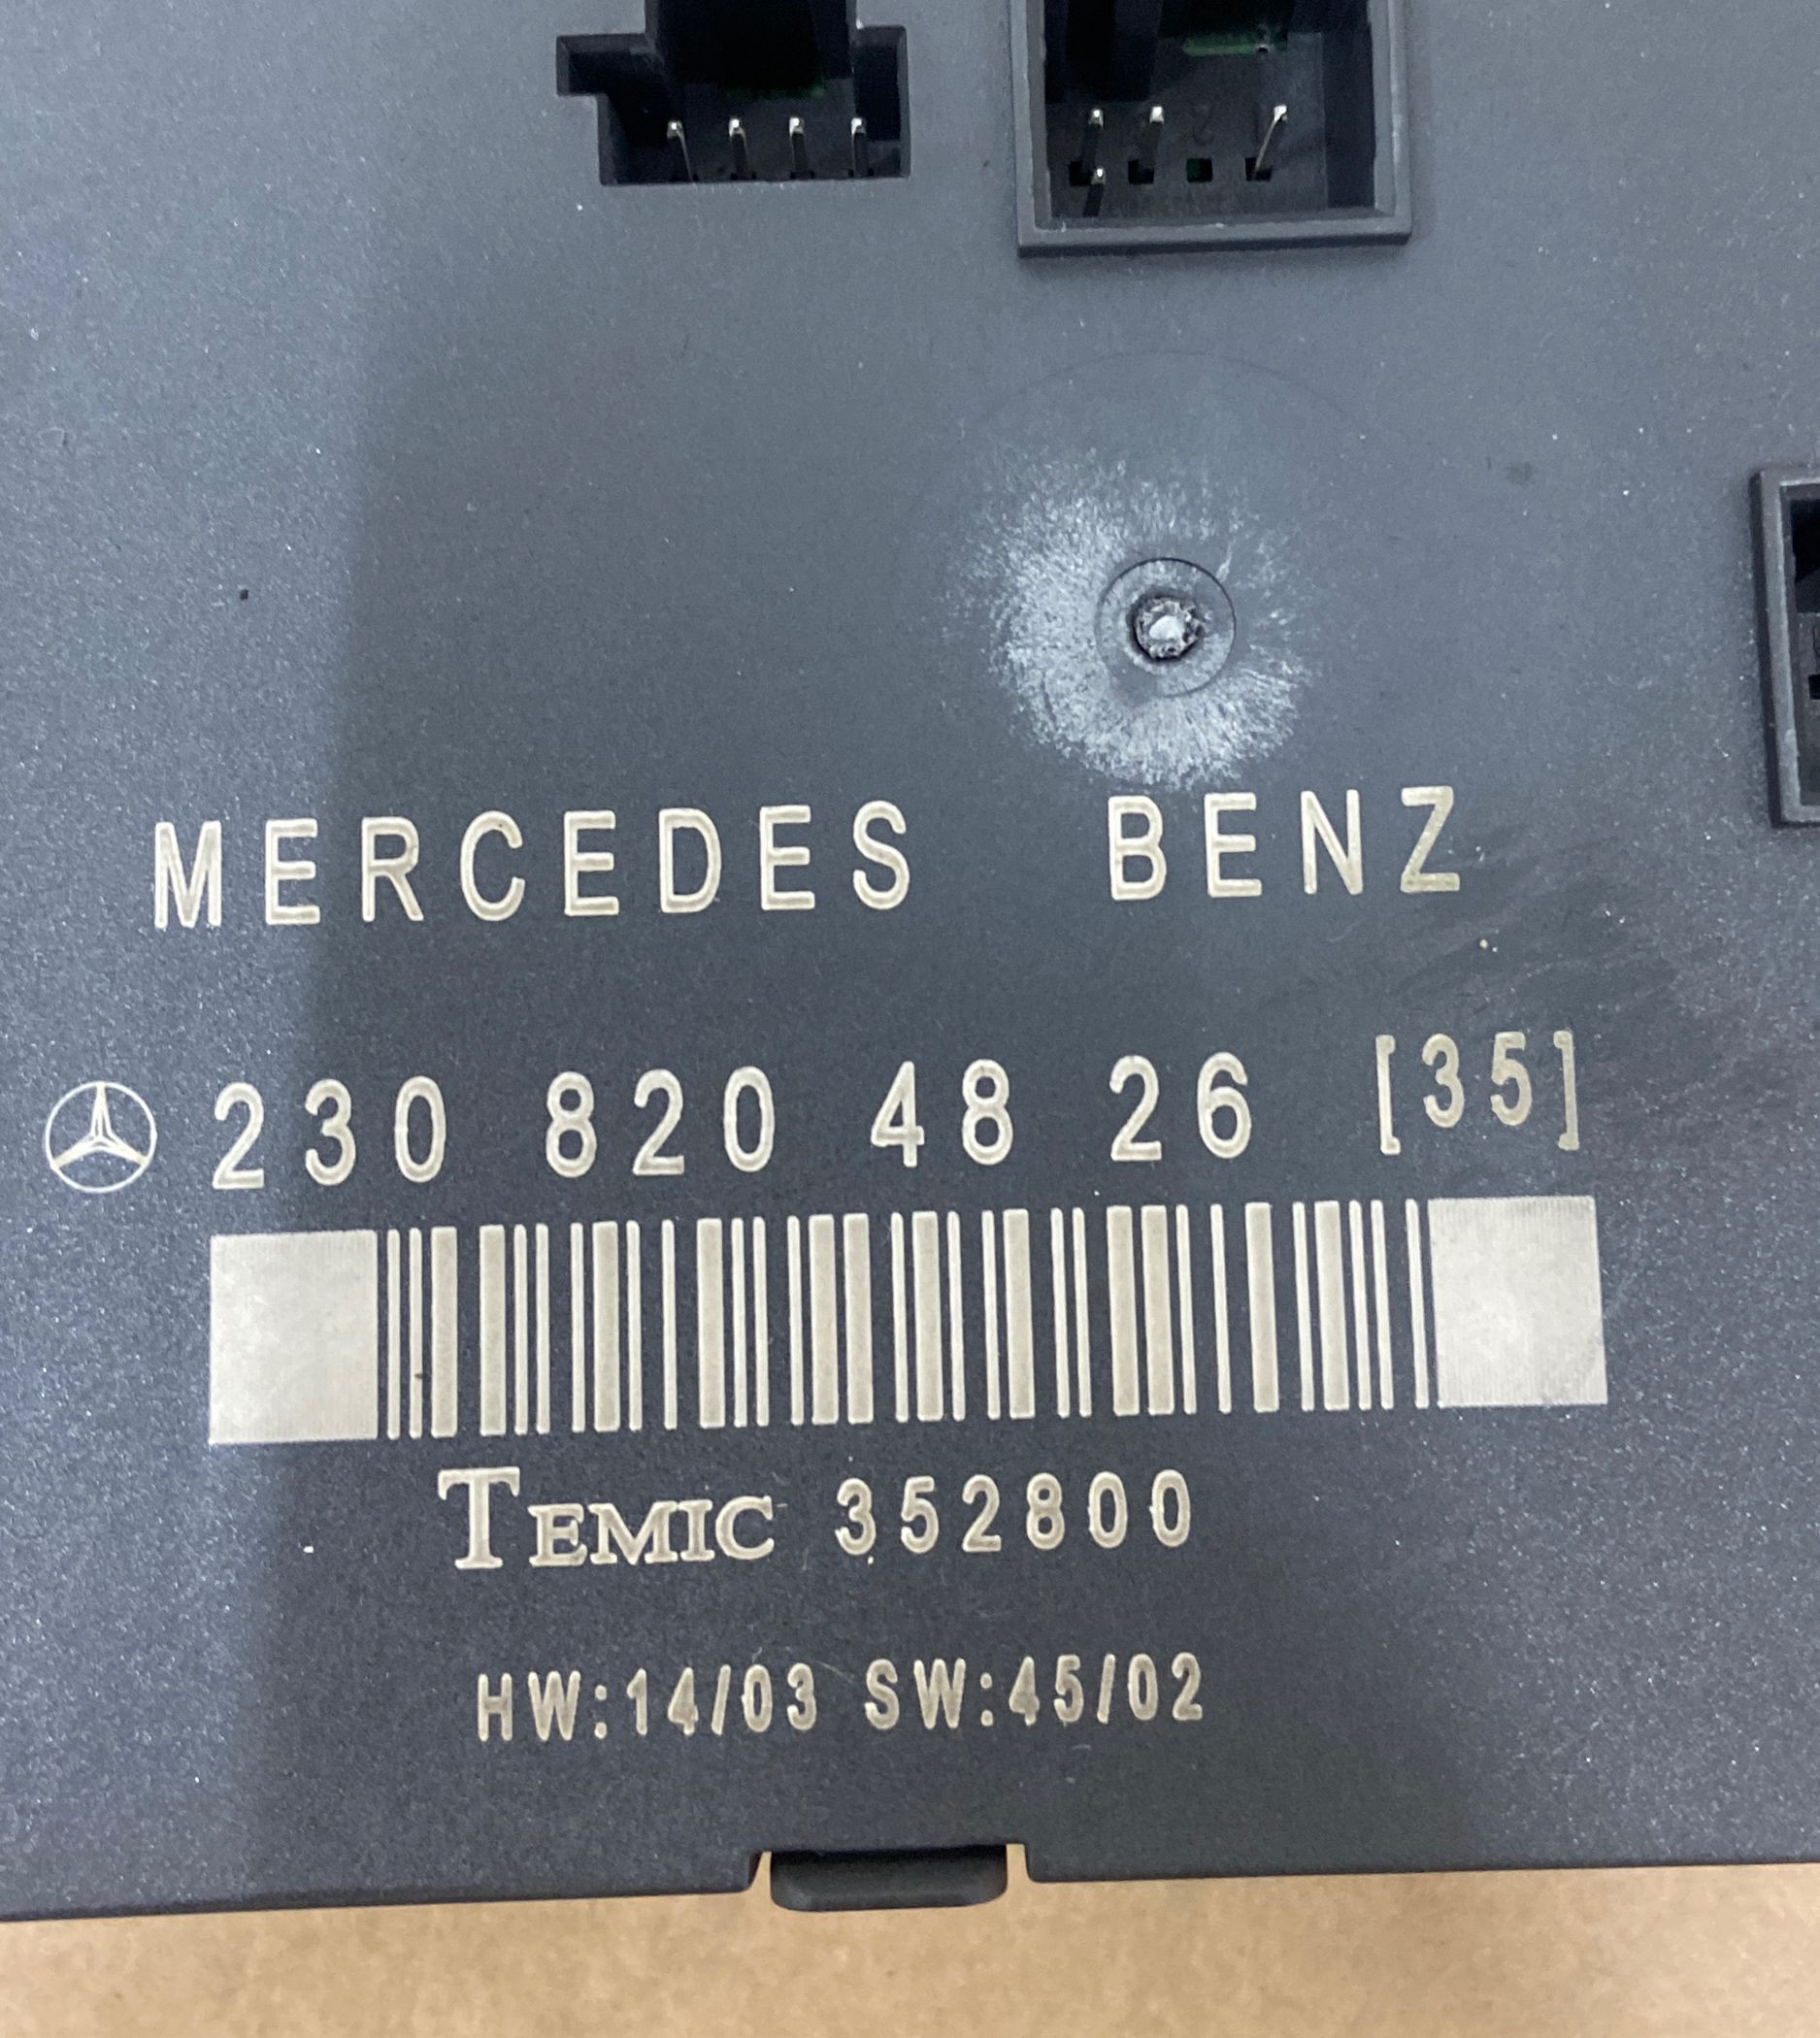 MERCEDES BENZ
230 820 48 26 [35]
TEMIC 352800
HW:14/03 SW:45/02